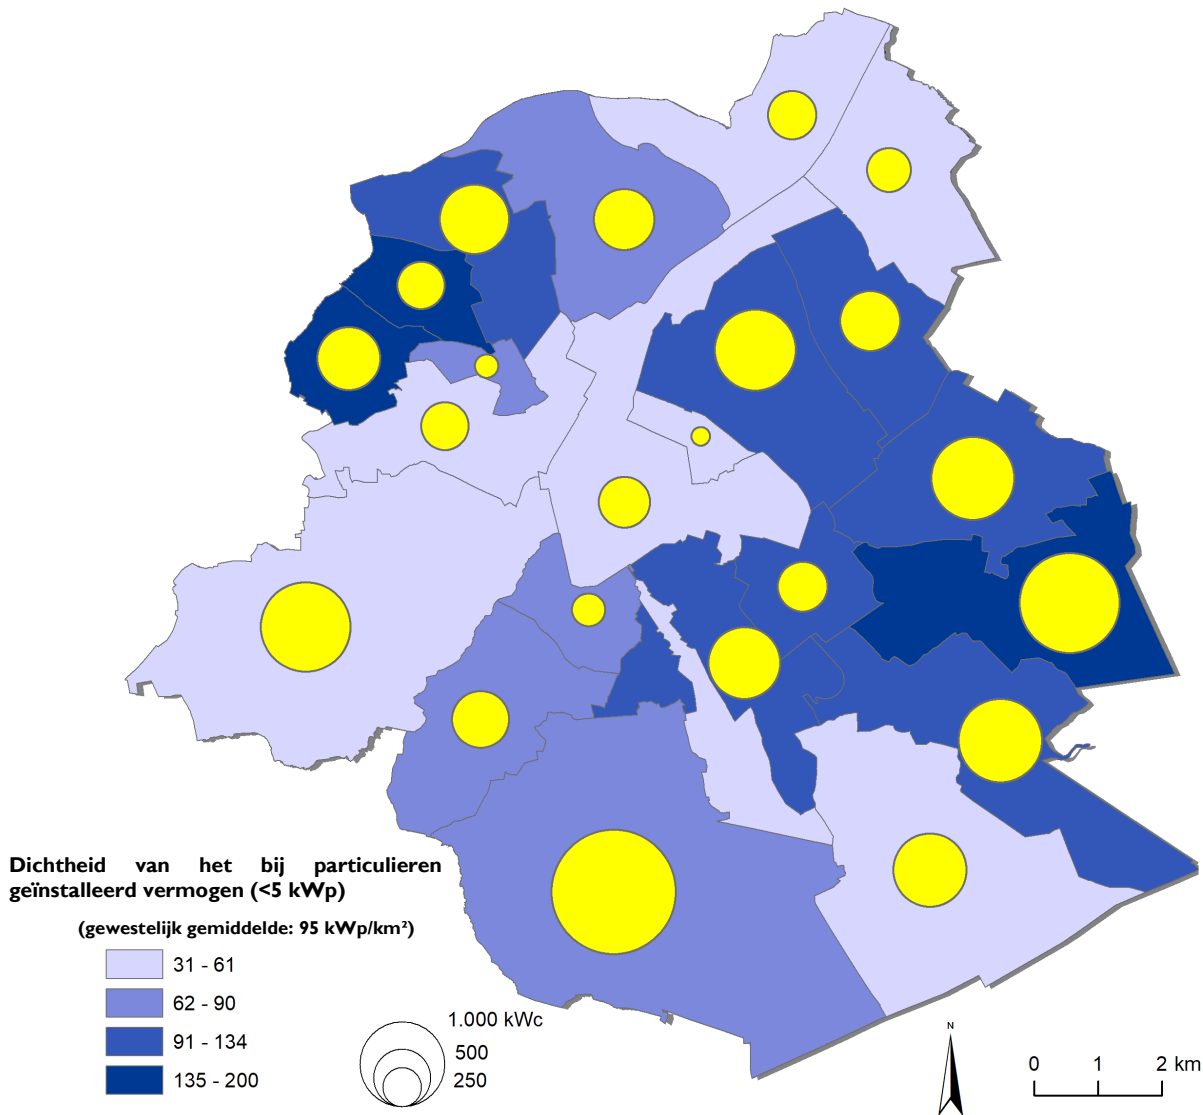 Dichtheid van het bij particulieren
geïnstalleerd vermogen (<5 kWp)
(gewestelijk gemiddelde: 95 kWp/km²)
31 - 61
62 - 90
91 - 134
135 - 200
1.000 kWc
500
250
N
0 1 2 km